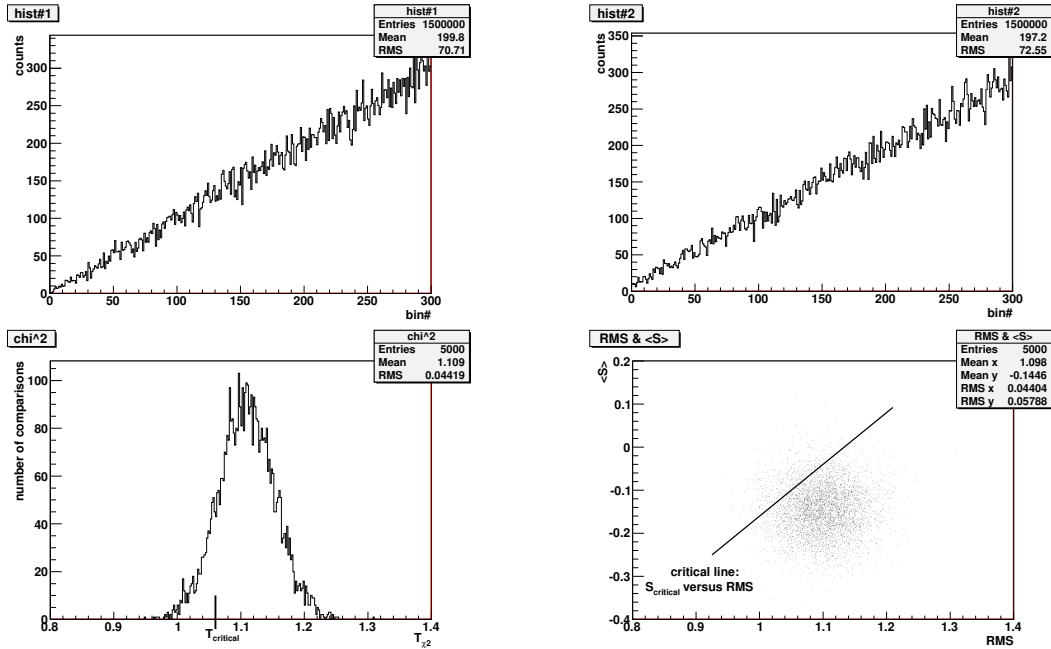 hist#1
hist#1
Entries 1500000
Mean 199.8
RMS 70.71
counts
300
250
200
150
100
50
0
0 50 100 150 200 250 300
bin#
hist#2
hist#2
Entries 1500000
Mean 197.2
RMS 72.55
counts
350
300
250
200
150
100
50
0
0 50 100 150 200 250 300
bin#
chi^2
chi^2
Entries 5000
Mean 1.109
RMS 0.04419
number of comparisons
100
80
60
40
20
0
0.8 0.9 1 1.1 1.2 1.3 1.4
Tcritical
Tχ2
RMS & <S>
RMS & <S>
Entries 5000
Mean x 1.098
Mean y -0.1446
RMS x 0.04404
RMS y 0.05788
<S>
0.2
0.1
0
-0.1
-0.2
-0.3
-0.4
critical line:
Scritical versus RMS
0.8 0.9 1 1.1 1.2 1.3 1.4
RMS